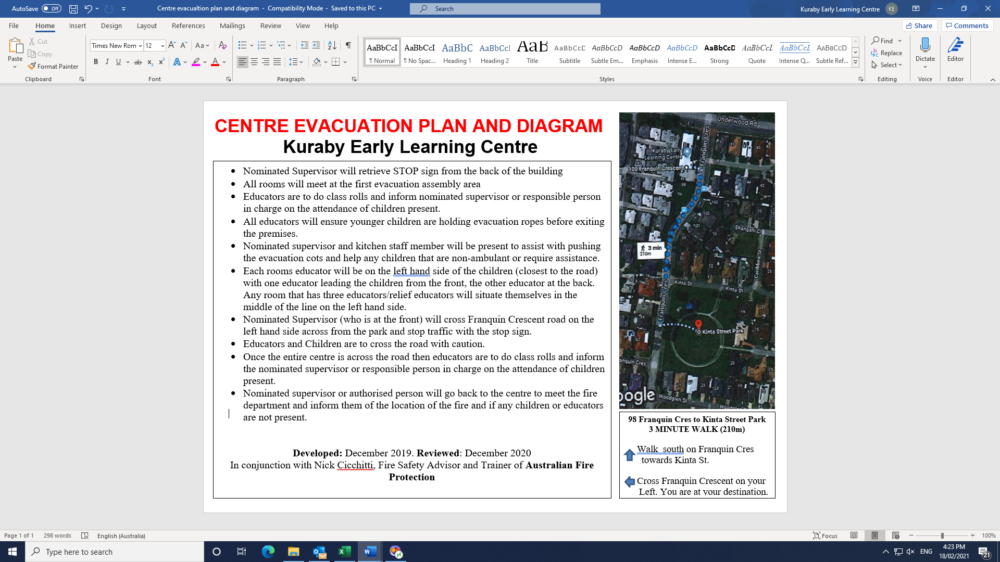 AutoSave Off Centre evacualtion plan and diagram - Compatibility Mode - Saved to this PC Search Kuraby Early Learning Centre KE
File Home Insert Design Layout References Mailings Review View Help Share Comments
Paste Cut Copy Format Painter
Clipboard
Times New Rom 12
Font
Paragraph
AaBbCcI AaBbCcI AaBbC AaBbCcI AaB AaBbCcD AaBbCcD AaBbCcD AaBbCcD AaBbCcD AaBbCcI AaBbCcI AaBbCcD
¶ Normal ¶ No Spac... Heading 1 Heading 2 Title Subtitle Subtle Em... Emphasis Intense E... Strong Quote Intense Q... Subtle Ref...
Styles
Find Replace Select
Editing
Dictate
Voice
Editor
Editor
CENTRE EVACUATION PLAN AND DIAGRAM
Kuraby Early Learning Centre
• Nominated Supervisor will retrieve STOP sign from the back of the building
• All rooms will meet at the first evacuation assembly area
• Educators are to do class rolls and inform nominated supervisor or responsible person
in charge on the attendance of children present.
• All educators will ensure younger children are holding evacuation ropes before exiting
the premises.
• Nominated supervisor and kitchen staff member will be present to assist with pushing
the evacuation cots and help any children that are non-ambulant or require assistance.
• Each rooms educator will be on the left hand side of the children (closest to the road)
with one educator leading the children from the front, the other educator at the back.
Any room that has three educators/relief educators will situate themselves in the
middle of the line on the left hand side.
• Nominated Supervisor (who is at the front) will cross Franquin Crescent road on the
left hand side across from the park and stop traffic with the stop sign.
• Educators and Children are to cross the road with caution.
• Once the entire centre is across the road then educators are to do class rolls and inform
the nominated supervisor or responsible person in charge on the attendance of children
present.
• Nominated supervisor or authorised person will go back to the centre to meet the fire
department and inform them of the location of the fire and if any children or educators
are not present.
Developed: December 2019. Reviewed: December 2020
In conjunction with Nick Cicchitti, Fire Safety Advisor and Trainer of Australian Fire
Protection
Underwood Rd
Franquin Cres
Kuraby Early
Learning Centre
100 Franquin Crescent
Shangani Cl
3 min
210m
Caribbea St
Kinta St
Kinta St
Franquin Cres
Kinta Street Park
anquin Cres
oogle
Woodglen St
98 Franquin Cres to Kinta Street Park
3 MINUTE WALK (210m)
Walk south on Franquin Cres
towards Kinta St.
Cross Franquin Crescent on your
Left. You are at your destination.
Page 1 of 1 298 words English (Australia) Focus 100%
Type here to search
ENG
4:23 PM
18/02/2021
21